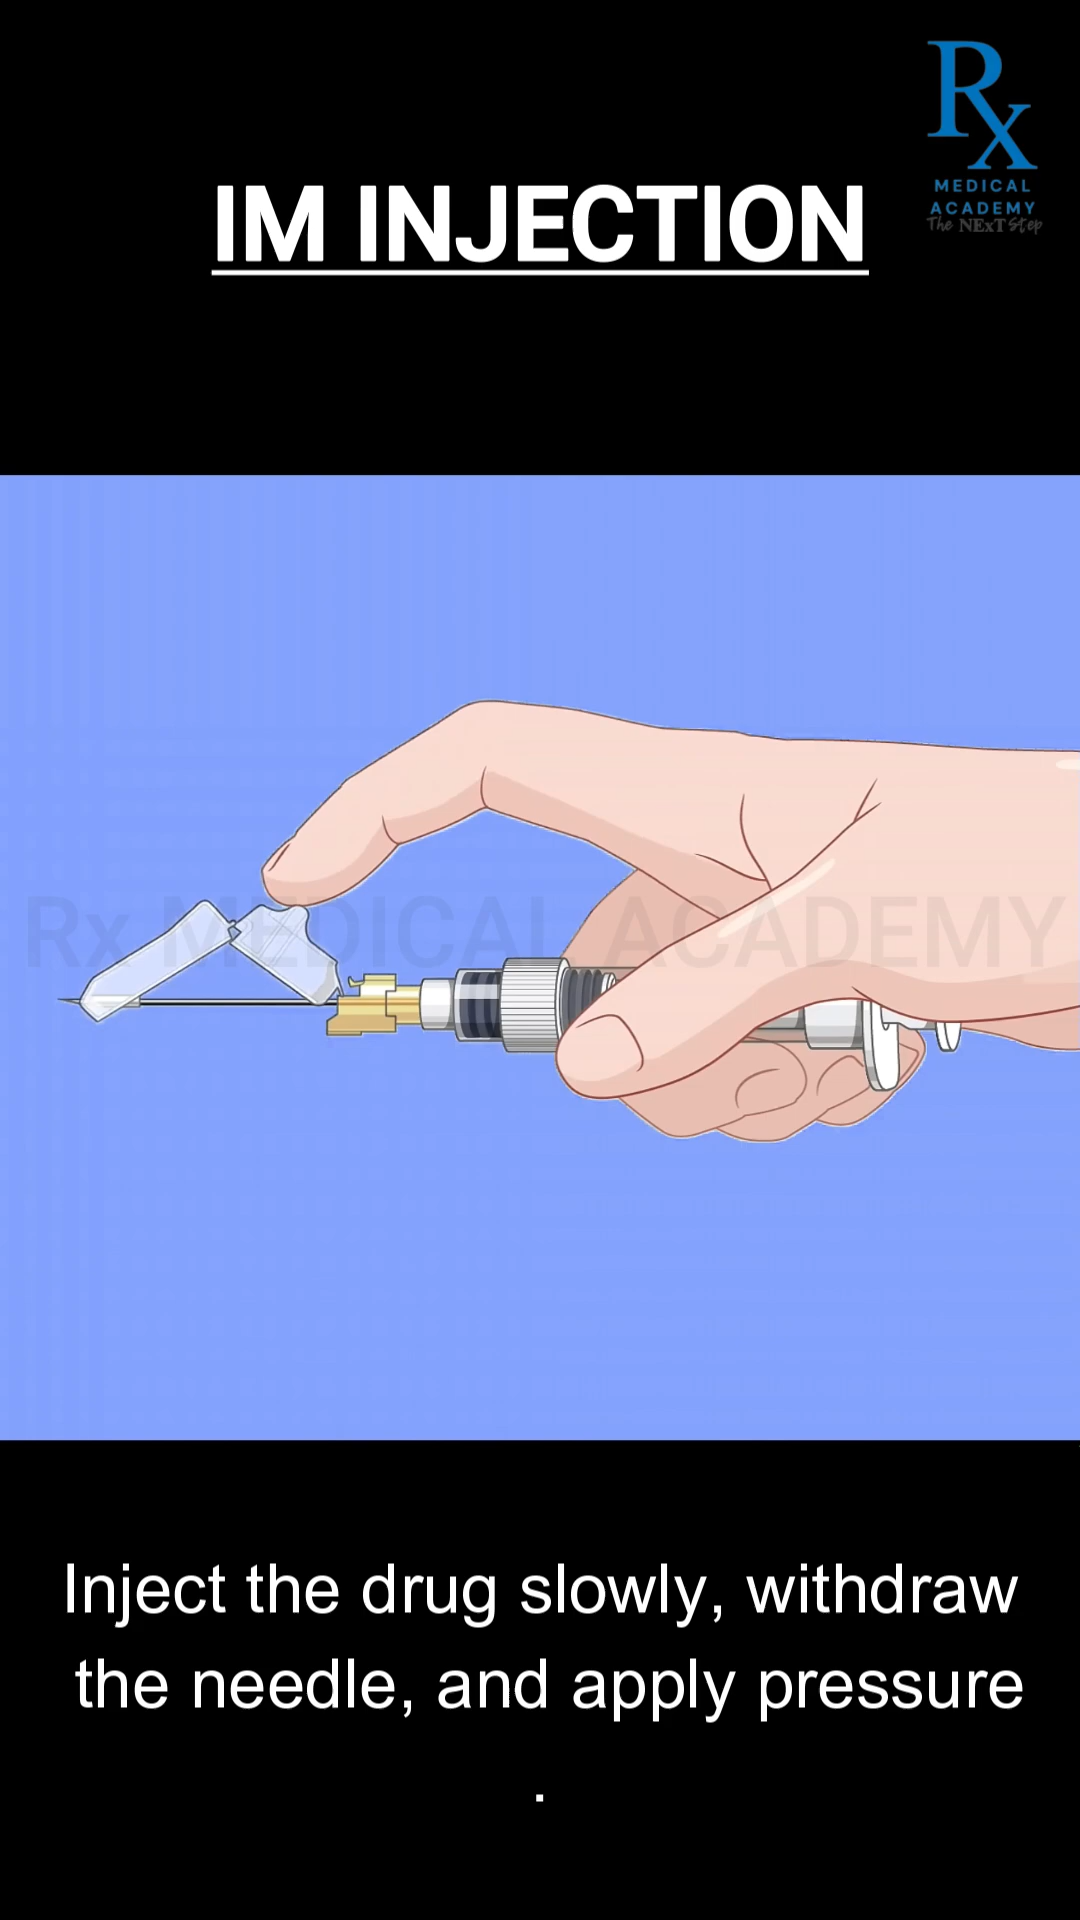 Rx
MEDICAL
ACADEMY
The NExT Step
IM INJECTION
Rx MEDICAL ACADEMY
Inject the drug slowly, withdraw
the needle, and apply pressure
.